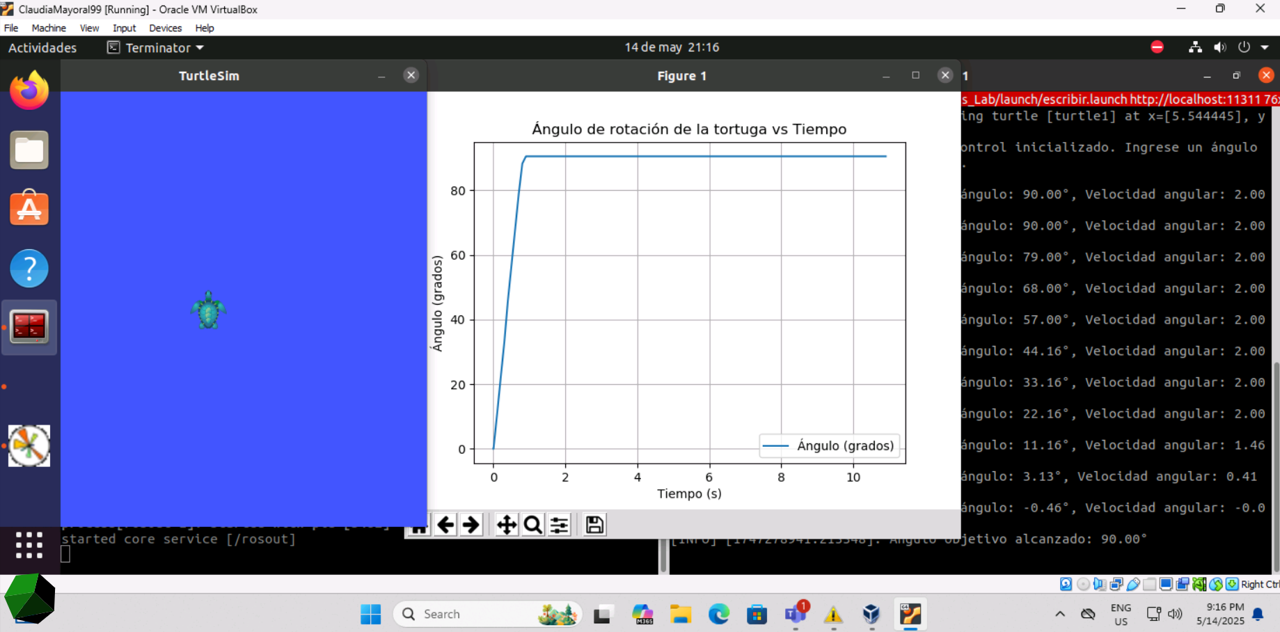 ClaudiaMayoral99 [Running] - Oracle VM VirtualBox
File Machine View Input Devices Help
Actividades Terminator 14 de may 21:16
TurtleSim
Figure 1
1
s_Lab/launch/escribir.launch http://localhost:11311 76x
ing turtle [turtle1] at x=[5.544445], y
ontrol inicializado. Ingrese un ángulo
.
ángulo: 90.00°, Velocidad angular: 2.00
ángulo: 90.00°, Velocidad angular: 2.00
ángulo: 79.00°, Velocidad angular: 2.00
ángulo: 68.00°, Velocidad angular: 2.00
ángulo: 57.00°, Velocidad angular: 2.00
ángulo: 44.16°, Velocidad angular: 2.00
ángulo: 33.16°, Velocidad angular: 2.00
ángulo: 22.16°, Velocidad angular: 2.00
ángulo: 11.16°, Velocidad angular: 1.46
ángulo: 3.13°, Velocidad angular: 0.41
ángulo: -0.46°, Velocidad angular: -0.0
Ángulo de rotación de la tortuga vs Tiempo
Ángulo (grados)
80
60
40
20
0
0 2 4 6 8 10
Tiempo (s)
Ángulo (grados)
started core service [/rosout]
[INFO] [1747278941.213348]: Ángulo objetivo alcanzado: 90.00°
Right Ctrl
Search
M365
1
ENG
US
9:16 PM
5/14/2025